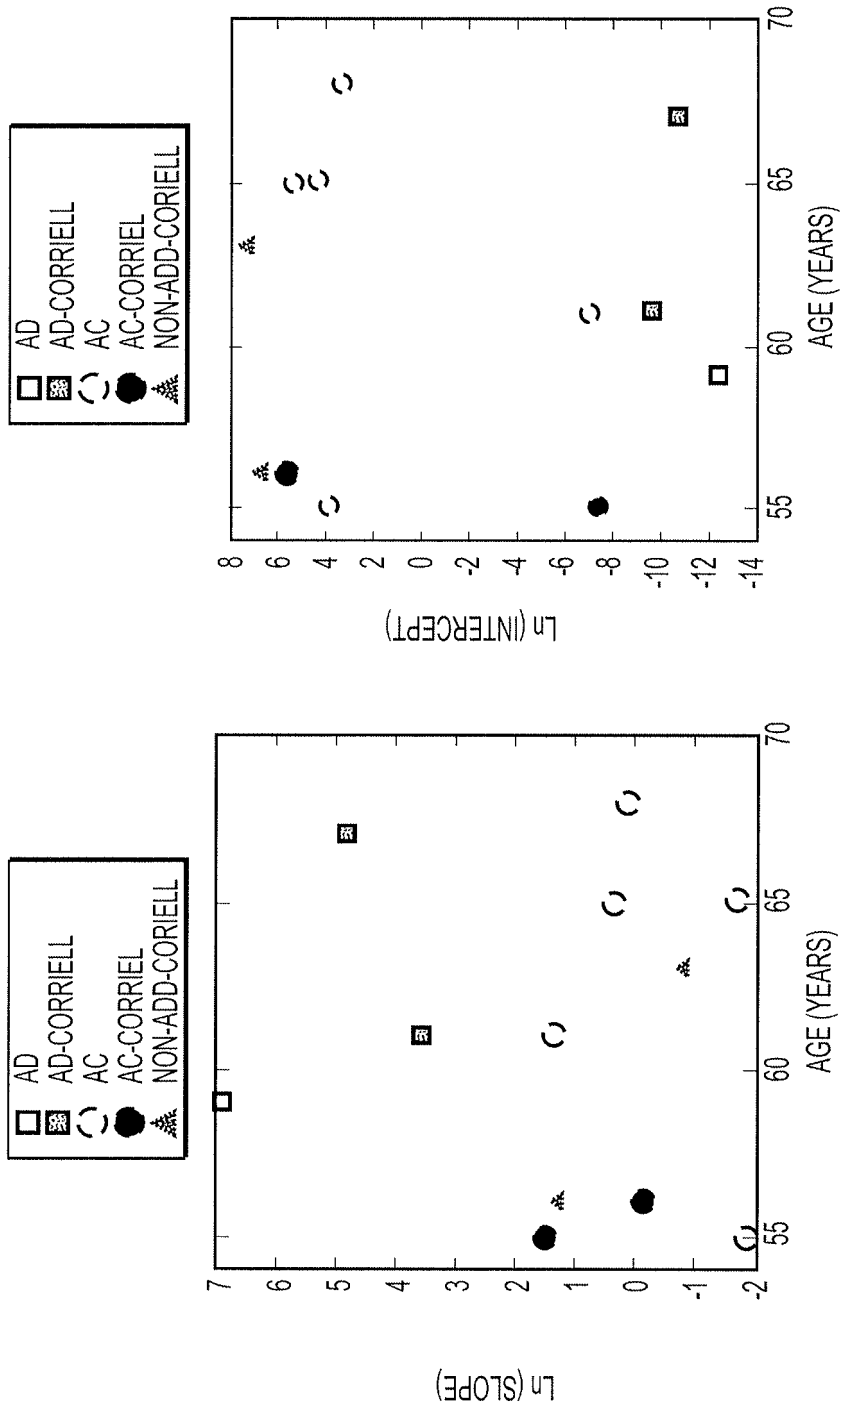 AD
AD-CORRIELL
AC
AC-CORRIEL
NON-ADD-CORIELL
7
5
4
3
2
1
0
-1
-2
55
60
65
70
Ln (SLOPE)
AGE (YEARS)
AD
AD-CORRIELL
AC
AC-CORRIEL
NON-ADD-CORIELL
8
6
4
2
0
-2
-4
-6
-8
-10
-12
-14
55
60
65
70
Ln (INTERCEPT)
AGE (YEARS)